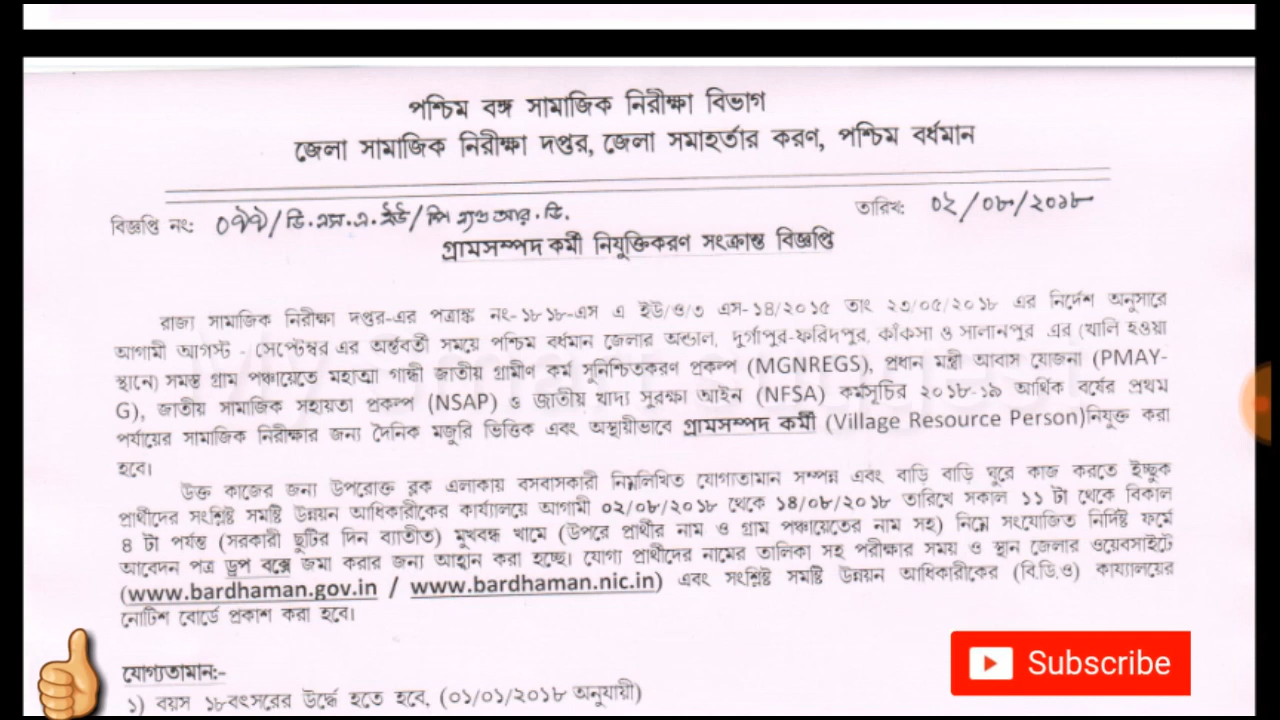 পশ্চিম বঙ্গ সামাজিক নিরীক্ষা বিভাগ
জেলা সামাজিক নিরীক্ষা দপ্তর, জেলা সমাহর্তার করণ, পশ্চিম বর্ধমান
বিজ্ঞপ্তি নং: ০৭৭/ডি.এস.এ.ইউ/পি এ্যণ্ড আর.ডি. তারিখ: ০২/০৮/২০১৮
গ্রামসম্পদ কর্মী নিযুক্তিকরণ সংক্রান্ত বিজ্ঞপ্তি
রাজ্য সামাজিক নিরীক্ষা দপ্তর-এর পত্রাঙ্ক নং-১৮১৮-এস এ ইউ/ও/৩ এস-১৪/২০১৫ তাং ২৩/০৫/২০১৮ এর নির্দেশ অনুসারে
আগামী আগস্ট - সেপ্টেম্বর এর অর্ন্তবর্তী সময়ে পশ্চিম বর্ধমান জেলার অন্ডাল, দুর্গাপুর-ফরিদপুর, কাঁকসা ও সালানপুর এর (খালি হওয়া
স্থানে) সমস্ত গ্রাম পঞ্চায়েতে মহাত্মা গান্ধী জাতীয় গ্রামীণ কর্ম সুনিশ্চিতকরণ প্রকল্প (MGNREGS), প্রধান মন্ত্রী আবাস যোজনা (PMAY-
G), জাতীয় সামাজিক সহায়তা প্রকল্প (NSAP) ও জাতীয় খাদ্য সুরক্ষা আইন (NFSA) কর্মসূচির ২০১৮-১৯ আর্থিক বর্ষের প্রথম
পর্যায়ের সামাজিক নিরীক্ষার জন্য দৈনিক মজুরি ভিত্তিক এবং অস্থায়ীভাবে গ্রামসম্পদ কর্মী (Village Resource Person)নিযুক্ত করা
হবে।
উক্ত কাজের জন্য উপরোক্ত ব্লক এলাকায় বসবাসকারী নিম্নলিখিত যোগ্যতামান সম্পন্ন এবং বাড়ি বাড়ি ঘুরে কাজ করতে ইচ্ছুক
প্রার্থীদের সংশ্লিষ্ট সমষ্টি উন্নয়ন আধিকারীকের কার্য্যালয়ে আগামী ০২/০৮/২০১৮ থেকে ১৪/০৮/২০১৮ তারিখে সকাল ১১ টা থেকে বিকাল
৪ টা পর্যন্ত (সরকারী ছুটির দিন ব্যাতীত) মুখবন্ধ খামে (উপরে প্রার্থীর নাম ও গ্রাম পঞ্চায়েতের নাম সহ) নিম্নে সংযোজিত নির্দিষ্ট ফর্মে
আবেদন পত্র ড্রপ বক্সে জমা করার জন্য আহ্বান করা হচ্ছে। যোগ্য প্রার্থীদের নামের তালিকা সহ পরীক্ষার সময় ও স্থান জেলার ওয়েবসাইটে
(www.bardhaman.gov.in / www.bardhaman.nic.in) এবং সংশ্লিষ্ট সমষ্টি উন্নয়ন আধিকারীকের (বি.ডি.ও) কায্যালয়ের
নোটিশ বোর্ডে প্রকাশ করা হবে।
যোগ্যতামান:-
১) বয়স ১৮বৎসরের উর্দ্ধে হতে হবে, (০১/০১/২০১৮ অনুযায়ী)
Subscribe